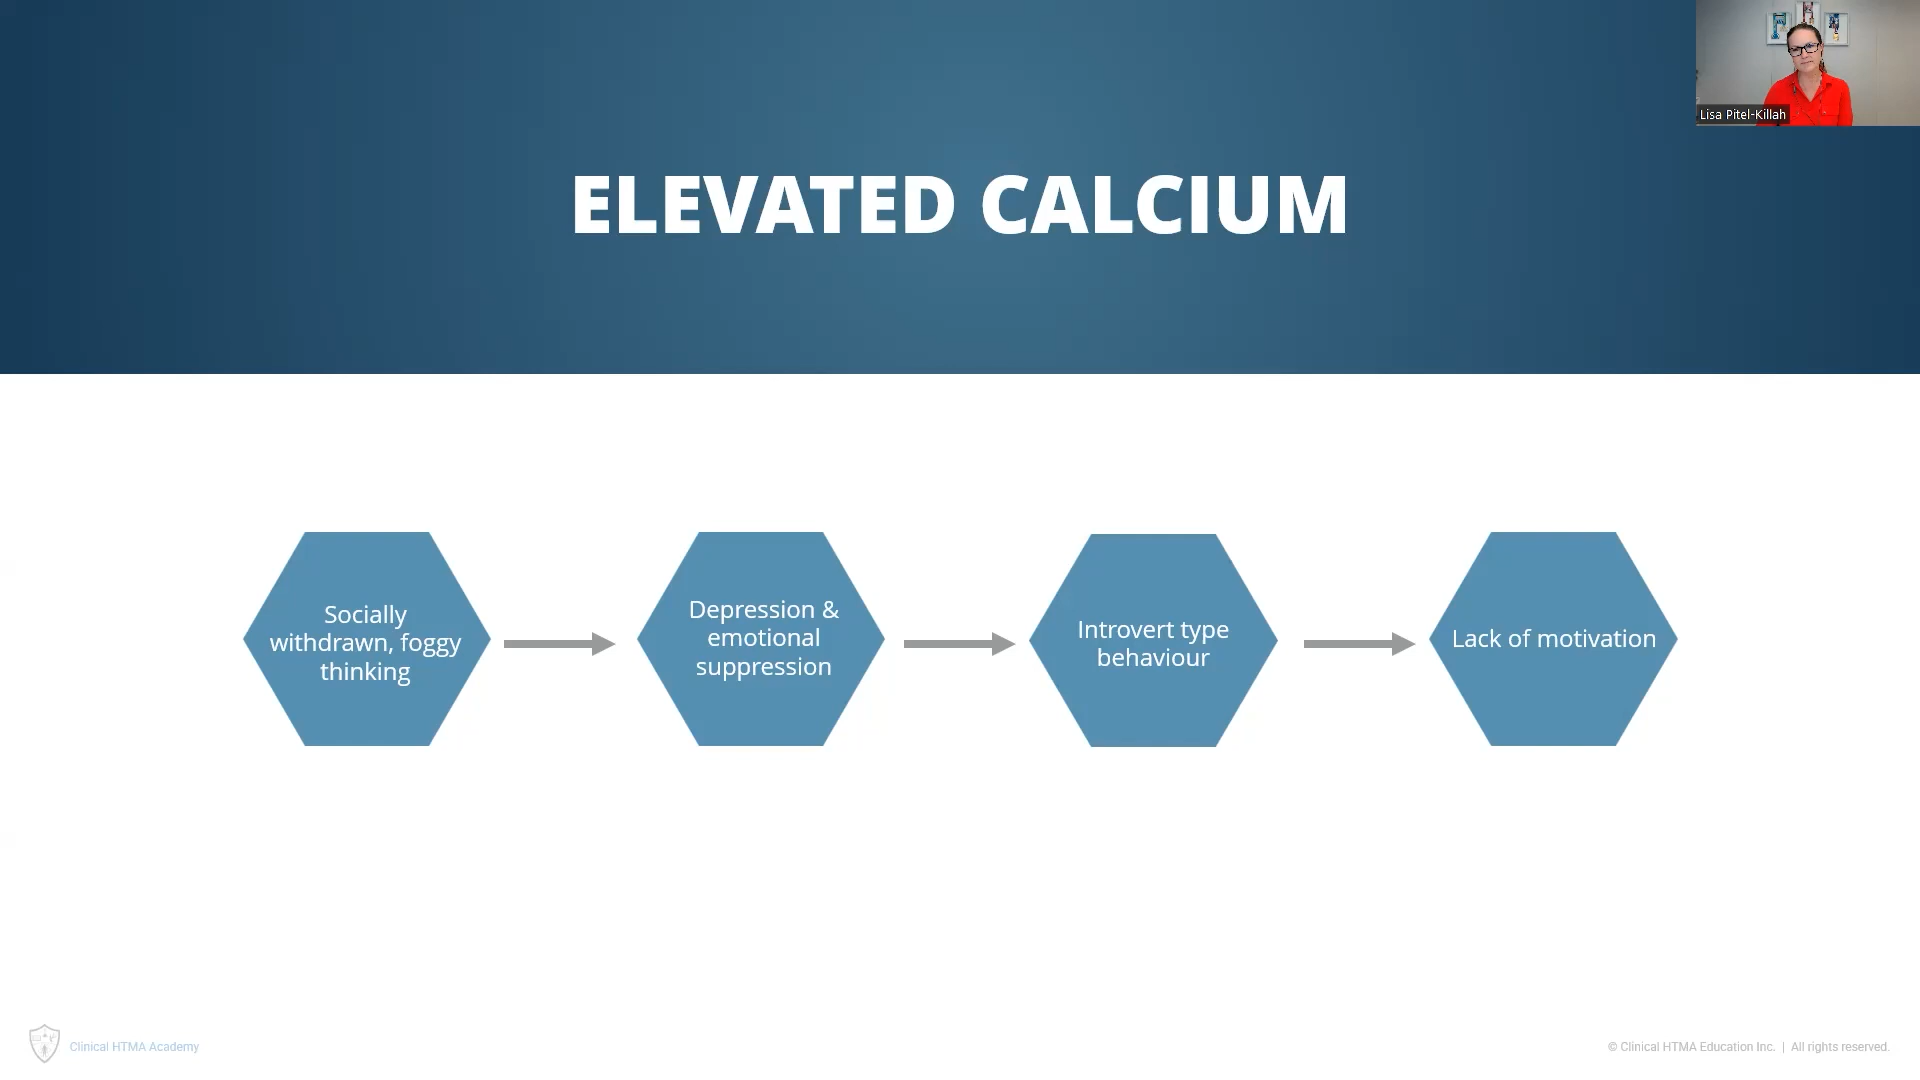 Lisa Pitel-Killah
ELEVATED CALCIUM
Socially
withdrawn, foggy
thinking
Depression &
emotional
suppression
Introvert type
behaviour
Lack of motivation
Clinical HTMA Academy
© Clinical HTMA Education Inc. | All rights reserved.